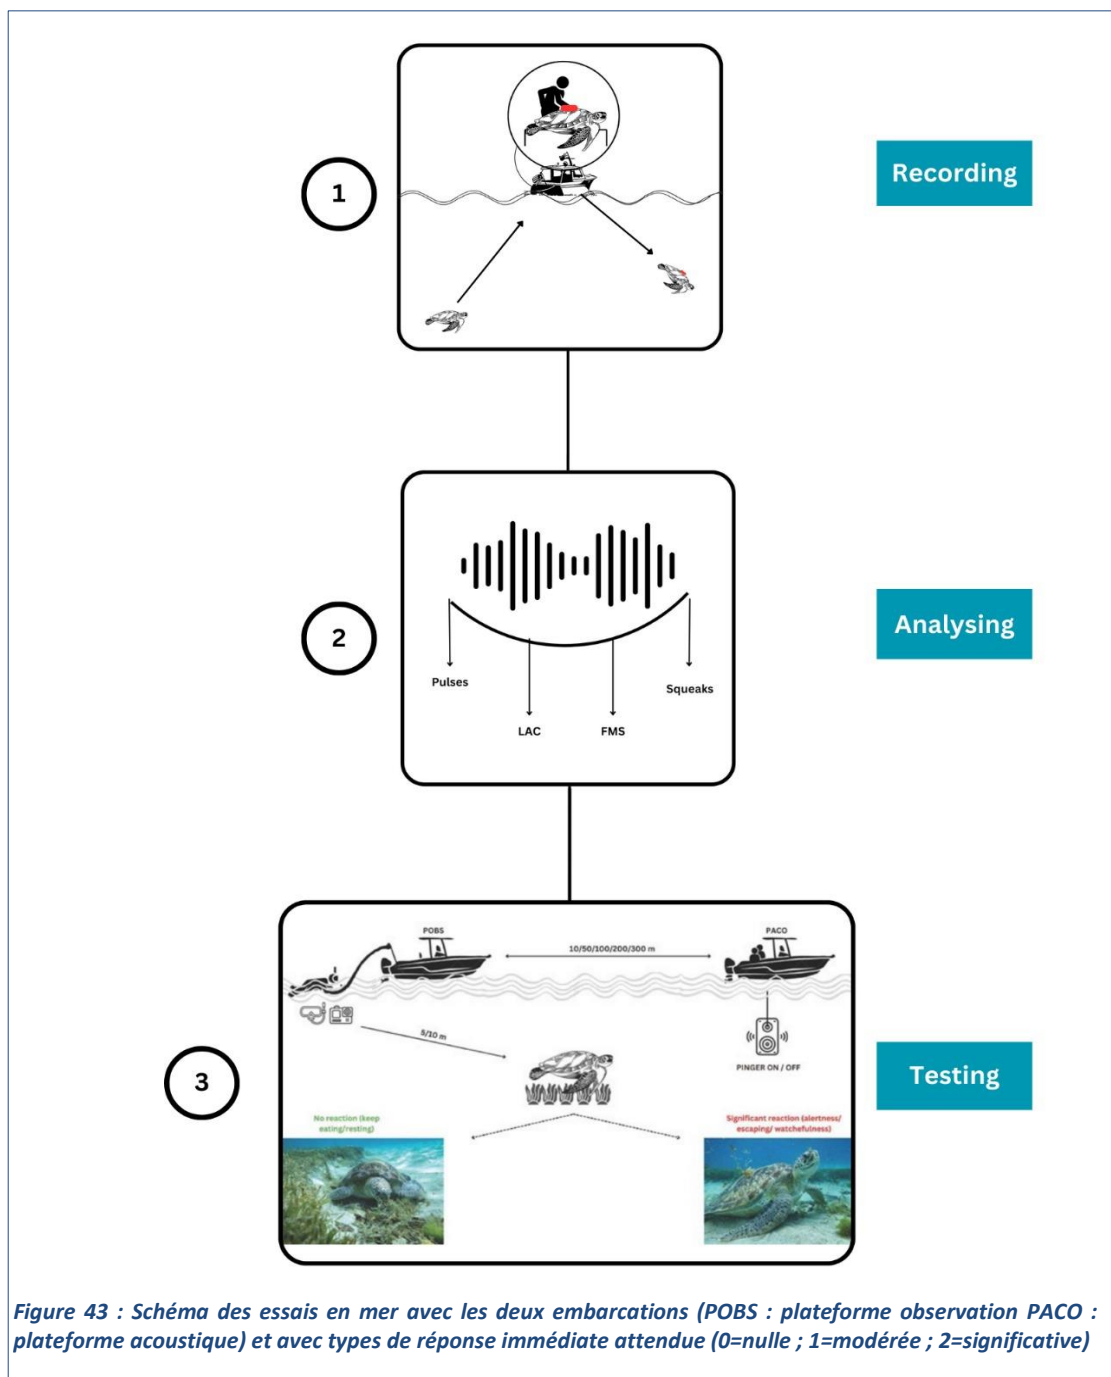 1
Recording
2
Analysing
Pulses
Squeaks
LAC
FMS
3
Testing
POBS
10/50/100/200/300 m
PACO
5/10 m
PINGER ON / OFF
No reaction (keep
eating/resting)
Significant reaction (alertness/
escaping/ watchefulness)
Figure 43 : Schéma des essais en mer avec les deux embarcations (POBS : plateforme observation PACO :
plateforme acoustique) et avec types de réponse immédiate attendue (0=nulle ; 1=modérée ; 2=significative)